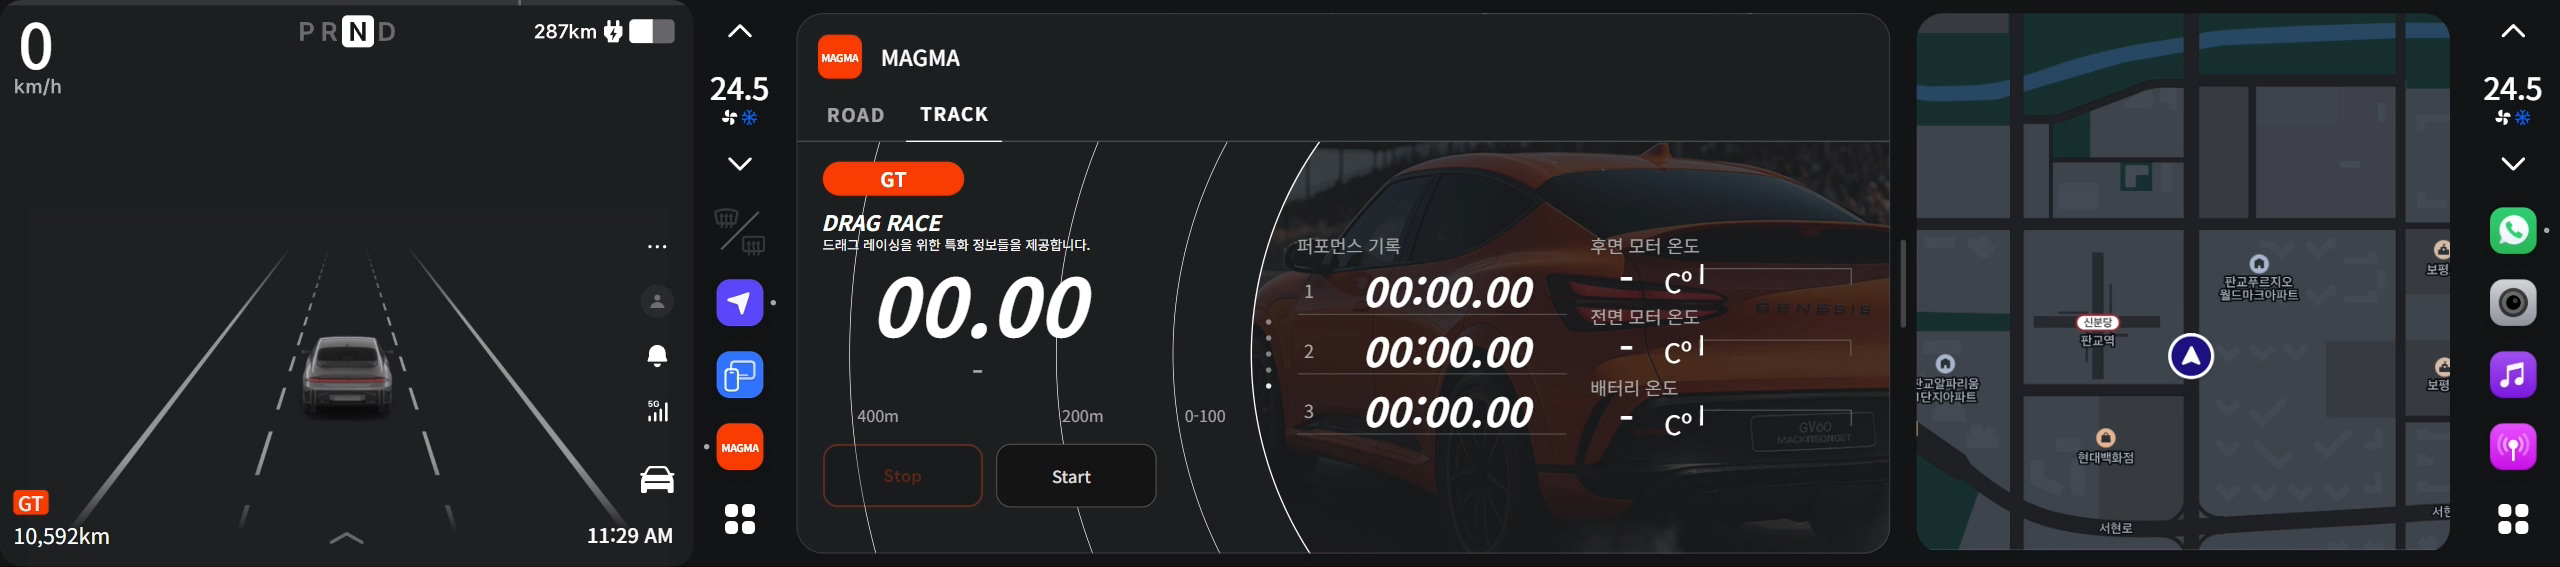 0
km/h
P R N D
287km
24.5
MAGMA
5G
GT
10,592km
11:29 AM
MAGMA
MAGMA
ROAD
TRACK
GT
DRAG RACE
드래그 레이싱을 위한 특화 정보들을 제공합니다.
00.00
-
400m
200m
0-100
Stop
Start
퍼포먼스 기록
1 00:00.00
2 00:00.00
3 00:00.00
후면 모터 온도
- Cº
전면 모터 온도
- Cº
배터리 온도
- Cº
GENESIS
판교푸르지오
월드마크아파트
보평
신분당
판교역
판교알파리움
1단지아파트
보평
현대백화점
서현로
서현
24.5